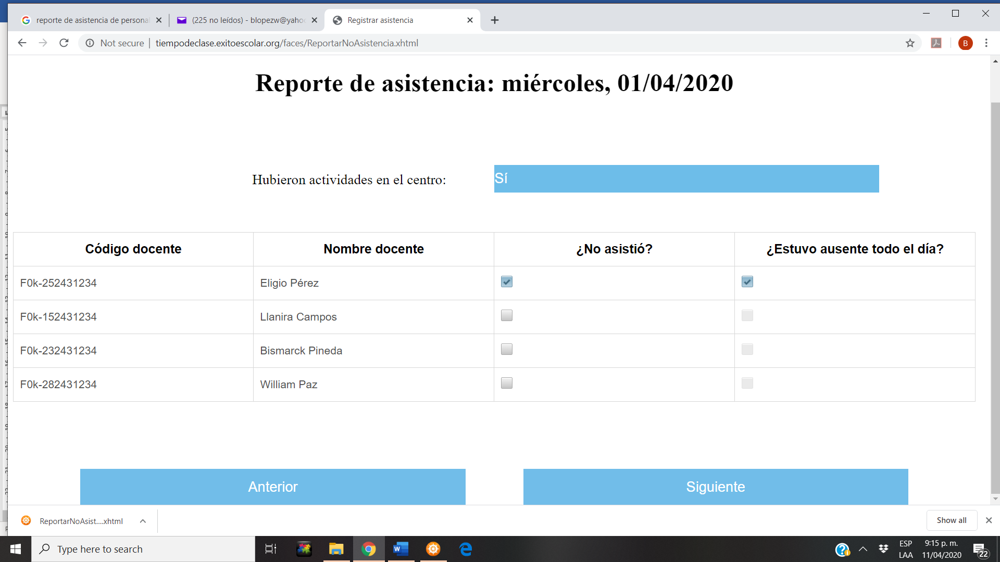 reporte de asistencia de personal
(225 no leídos) - blopezw@yaho
Registrar asistencia
Not secure | tiempodeclase.exitoescolar.org/faces/ReportarNoAsistencia.xhtml
B
Reporte de asistencia: miércoles, 01/04/2020
Hubieron actividades en el centro:
Sí
Código docente Nombre docente ¿No asistió? ¿Estuvo ausente todo el día?
F0k-252431234 Eligio Pérez
F0k-152431234 Llanira Campos
F0k-232431234 Bismarck Pineda
F0k-282431234 William Paz
Anterior Siguiente
ReportarNoAsist....xhtml
Show all
Type here to search
ESP 9:15 p. m.
LAA 11/04/2020
22